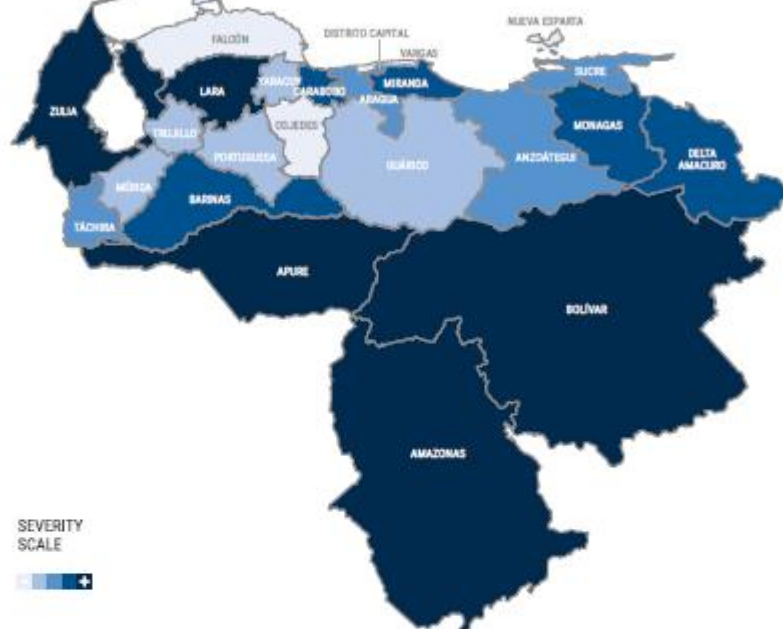 NUEVA ESPARTA
DISTRITO CAPITAL
FALCÓN
VARGAS
SUCRE
YARACUY
MIRANDA
LARA
CARABOBO
ARAGUA
ZULIA
MONAGAS
TRUJILLO
COJEDES
DELTA
AMACURO
PORTUGUESA
ANZOÁTEGUI
GUÁRICO
MÉRIDA
BARINAS
TÁCHIRA
APURE
BOLÍVAR
AMAZONAS
SEVERITY
SCALE
- +